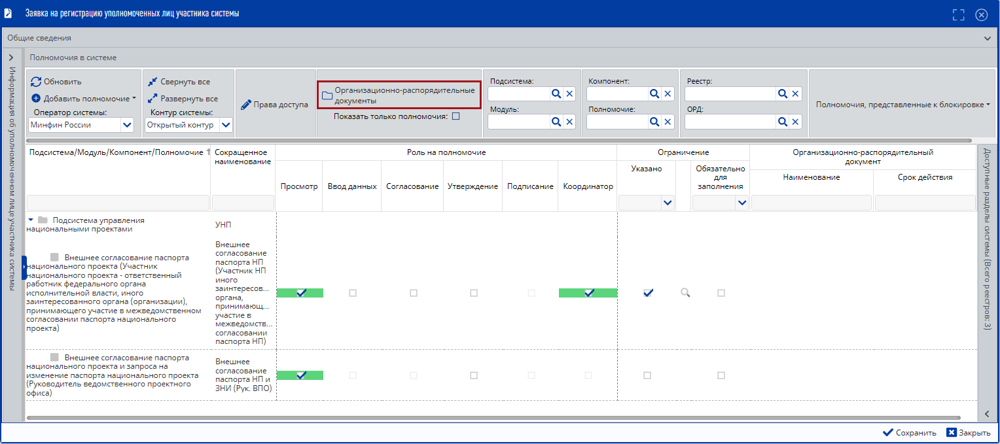 Заявка на регистрацию уполномоченных лиц участника системы
Общие сведения
Информация об уполномоченном лице участника системы
Полномочия в системе
Обновить
Добавить полномочие
Оператор системы:
Минфин России
Свернуть все
Развернуть все
Контур системы:
Открытый контур
Права доступа
Организационно-распорядительные
документы
Показать только полномочия:
Подсистема:
Модуль:
Компонент:
Полномочие:
Реестр:
ОРД:
Полномочия, представленные к блокировке
Подсистема/Модуль/Компонент/Полномочие
Сокращенное
наименование
Роль на полномочие
Просмотр
Ввод данных
Согласование
Утверждение
Подписание
Координатор
Ограничение
Указано
Обязательно
для
заполнения
Организационно-распорядительный
документ
Наименование
Срок действия
Подсистема управления
национальными проектами
УНП
Внешнее согласование паспорта
национального проекта (Участник
национального проекта - ответственный
работник федерального органа
исполнительной власти, иного
заинтересованного органа (организации),
принимающего участие в межведомственном
согласовании паспорта национального
проекта)
Внешнее
согласование
паспорта НП
(Участник НП
иного
заинтересов...
органа,
принимающ...
участие в
межведомств...
согласовании
паспорта НП)
Внешнее согласование паспорта
национального проекта и запроса на
изменение паспорта национального проекта
(Руководитель ведомственного проектного
офиса)
Внешнее
согласование
паспорта НП и
ЗНИ (Рук. ВПО)
Доступные разделы системы (Всего реестров: 3)
Сохранить
Закрыть